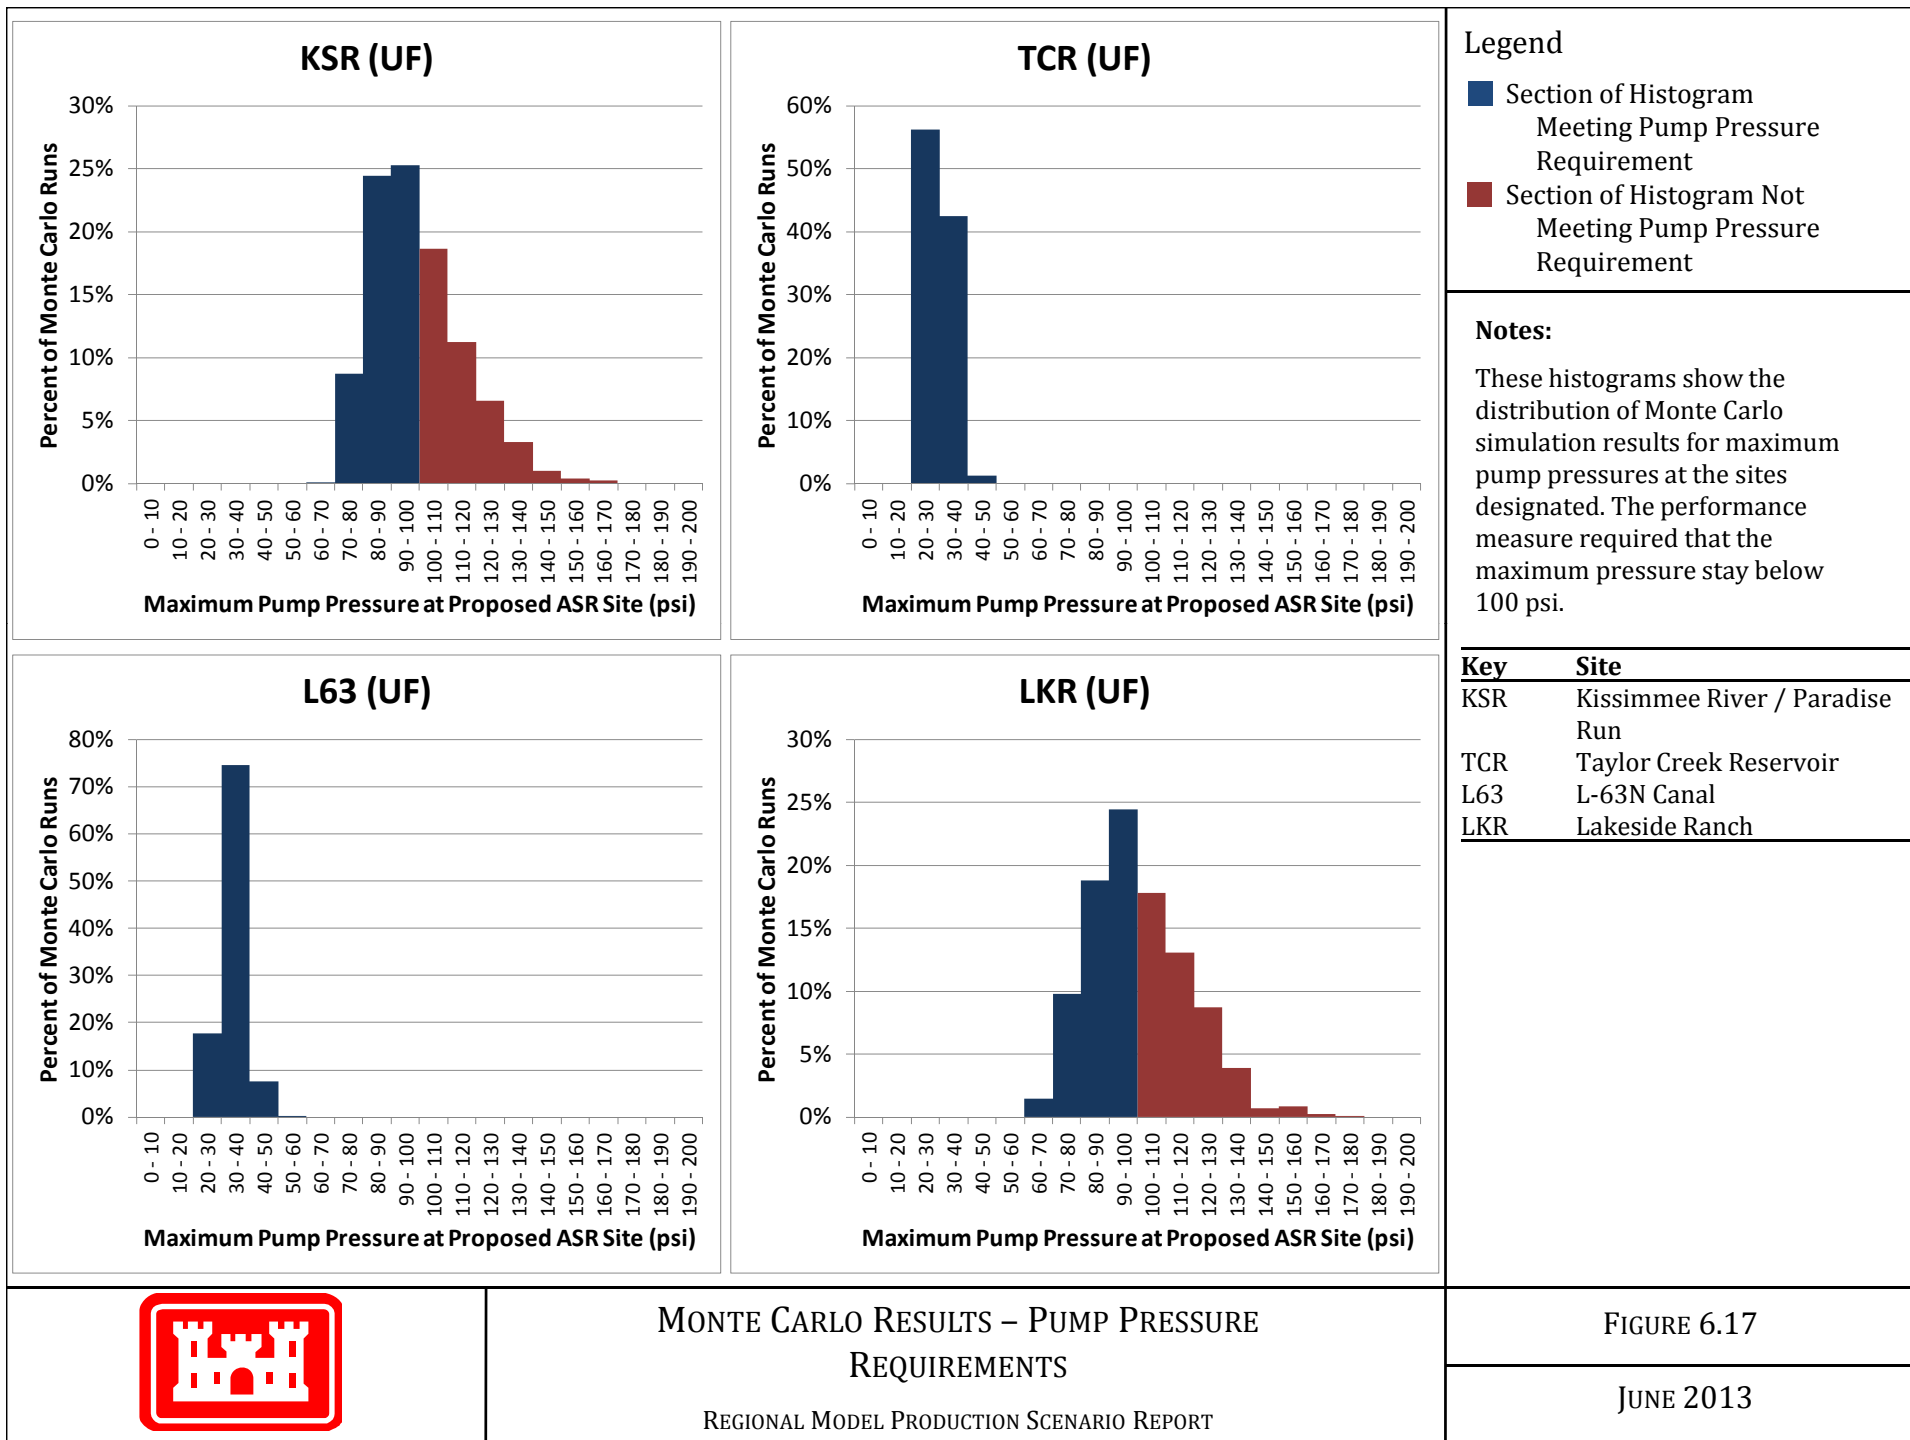 KSR (UF)
Percent of Monte Carlo Runs
30%
25%
20%
15%
10%
5%
0%
0 - 10
10 - 20
20 - 30
30 - 40
40 - 50
50 - 60
60 - 70
70 - 80
80 - 90
90 - 100
100 - 110
110 - 120
120 - 130
130 - 140
140 - 150
150 - 160
160 - 170
170 - 180
180 - 190
190 - 200
Maximum Pump Pressure at Proposed ASR Site (psi)
TCR (UF)
Percent of Monte Carlo Runs
60%
50%
40%
30%
20%
10%
0%
0 - 10
10 - 20
20 - 30
30 - 40
40 - 50
50 - 60
60 - 70
70 - 80
80 - 90
90 - 100
100 - 110
110 - 120
120 - 130
130 - 140
140 - 150
150 - 160
160 - 170
170 - 180
180 - 190
190 - 200
Maximum Pump Pressure at Proposed ASR Site (psi)
L63 (UF)
Percent of Monte Carlo Runs
80%
70%
60%
50%
40%
30%
20%
10%
0%
0 - 10
10 - 20
20 - 30
30 - 40
40 - 50
50 - 60
60 - 70
70 - 80
80 - 90
90 - 100
100 - 110
110 - 120
120 - 130
130 - 140
140 - 150
150 - 160
160 - 170
170 - 180
180 - 190
190 - 200
Maximum Pump Pressure at Proposed ASR Site (psi)
LKR (UF)
Percent of Monte Carlo Runs
30%
25%
20%
15%
10%
5%
0%
0 - 10
10 - 20
20 - 30
30 - 40
40 - 50
50 - 60
60 - 70
70 - 80
80 - 90
90 - 100
100 - 110
110 - 120
120 - 130
130 - 140
140 - 150
150 - 160
160 - 170
170 - 180
180 - 190
190 - 200
Maximum Pump Pressure at Proposed ASR Site (psi)
Legend
Section of Histogram
Meeting Pump Pressure
Requirement
Section of Histogram Not
Meeting Pump Pressure
Requirement
Notes:
These histograms show the
distribution of Monte Carlo
simulation results for maximum
pump pressures at the sites
designated. The performance
measure required that the
maximum pressure stay below
100 psi.
Key Site
KSR Kissimmee River / Paradise
Run
TCR Taylor Creek Reservoir
L63 L-63N Canal
LKR Lakeside Ranch
MONTE CARLO RESULTS – PUMP PRESSURE
REQUIREMENTS
REGIONAL MODEL PRODUCTION SCENARIO REPORT
FIGURE 6.17
JUNE 2013